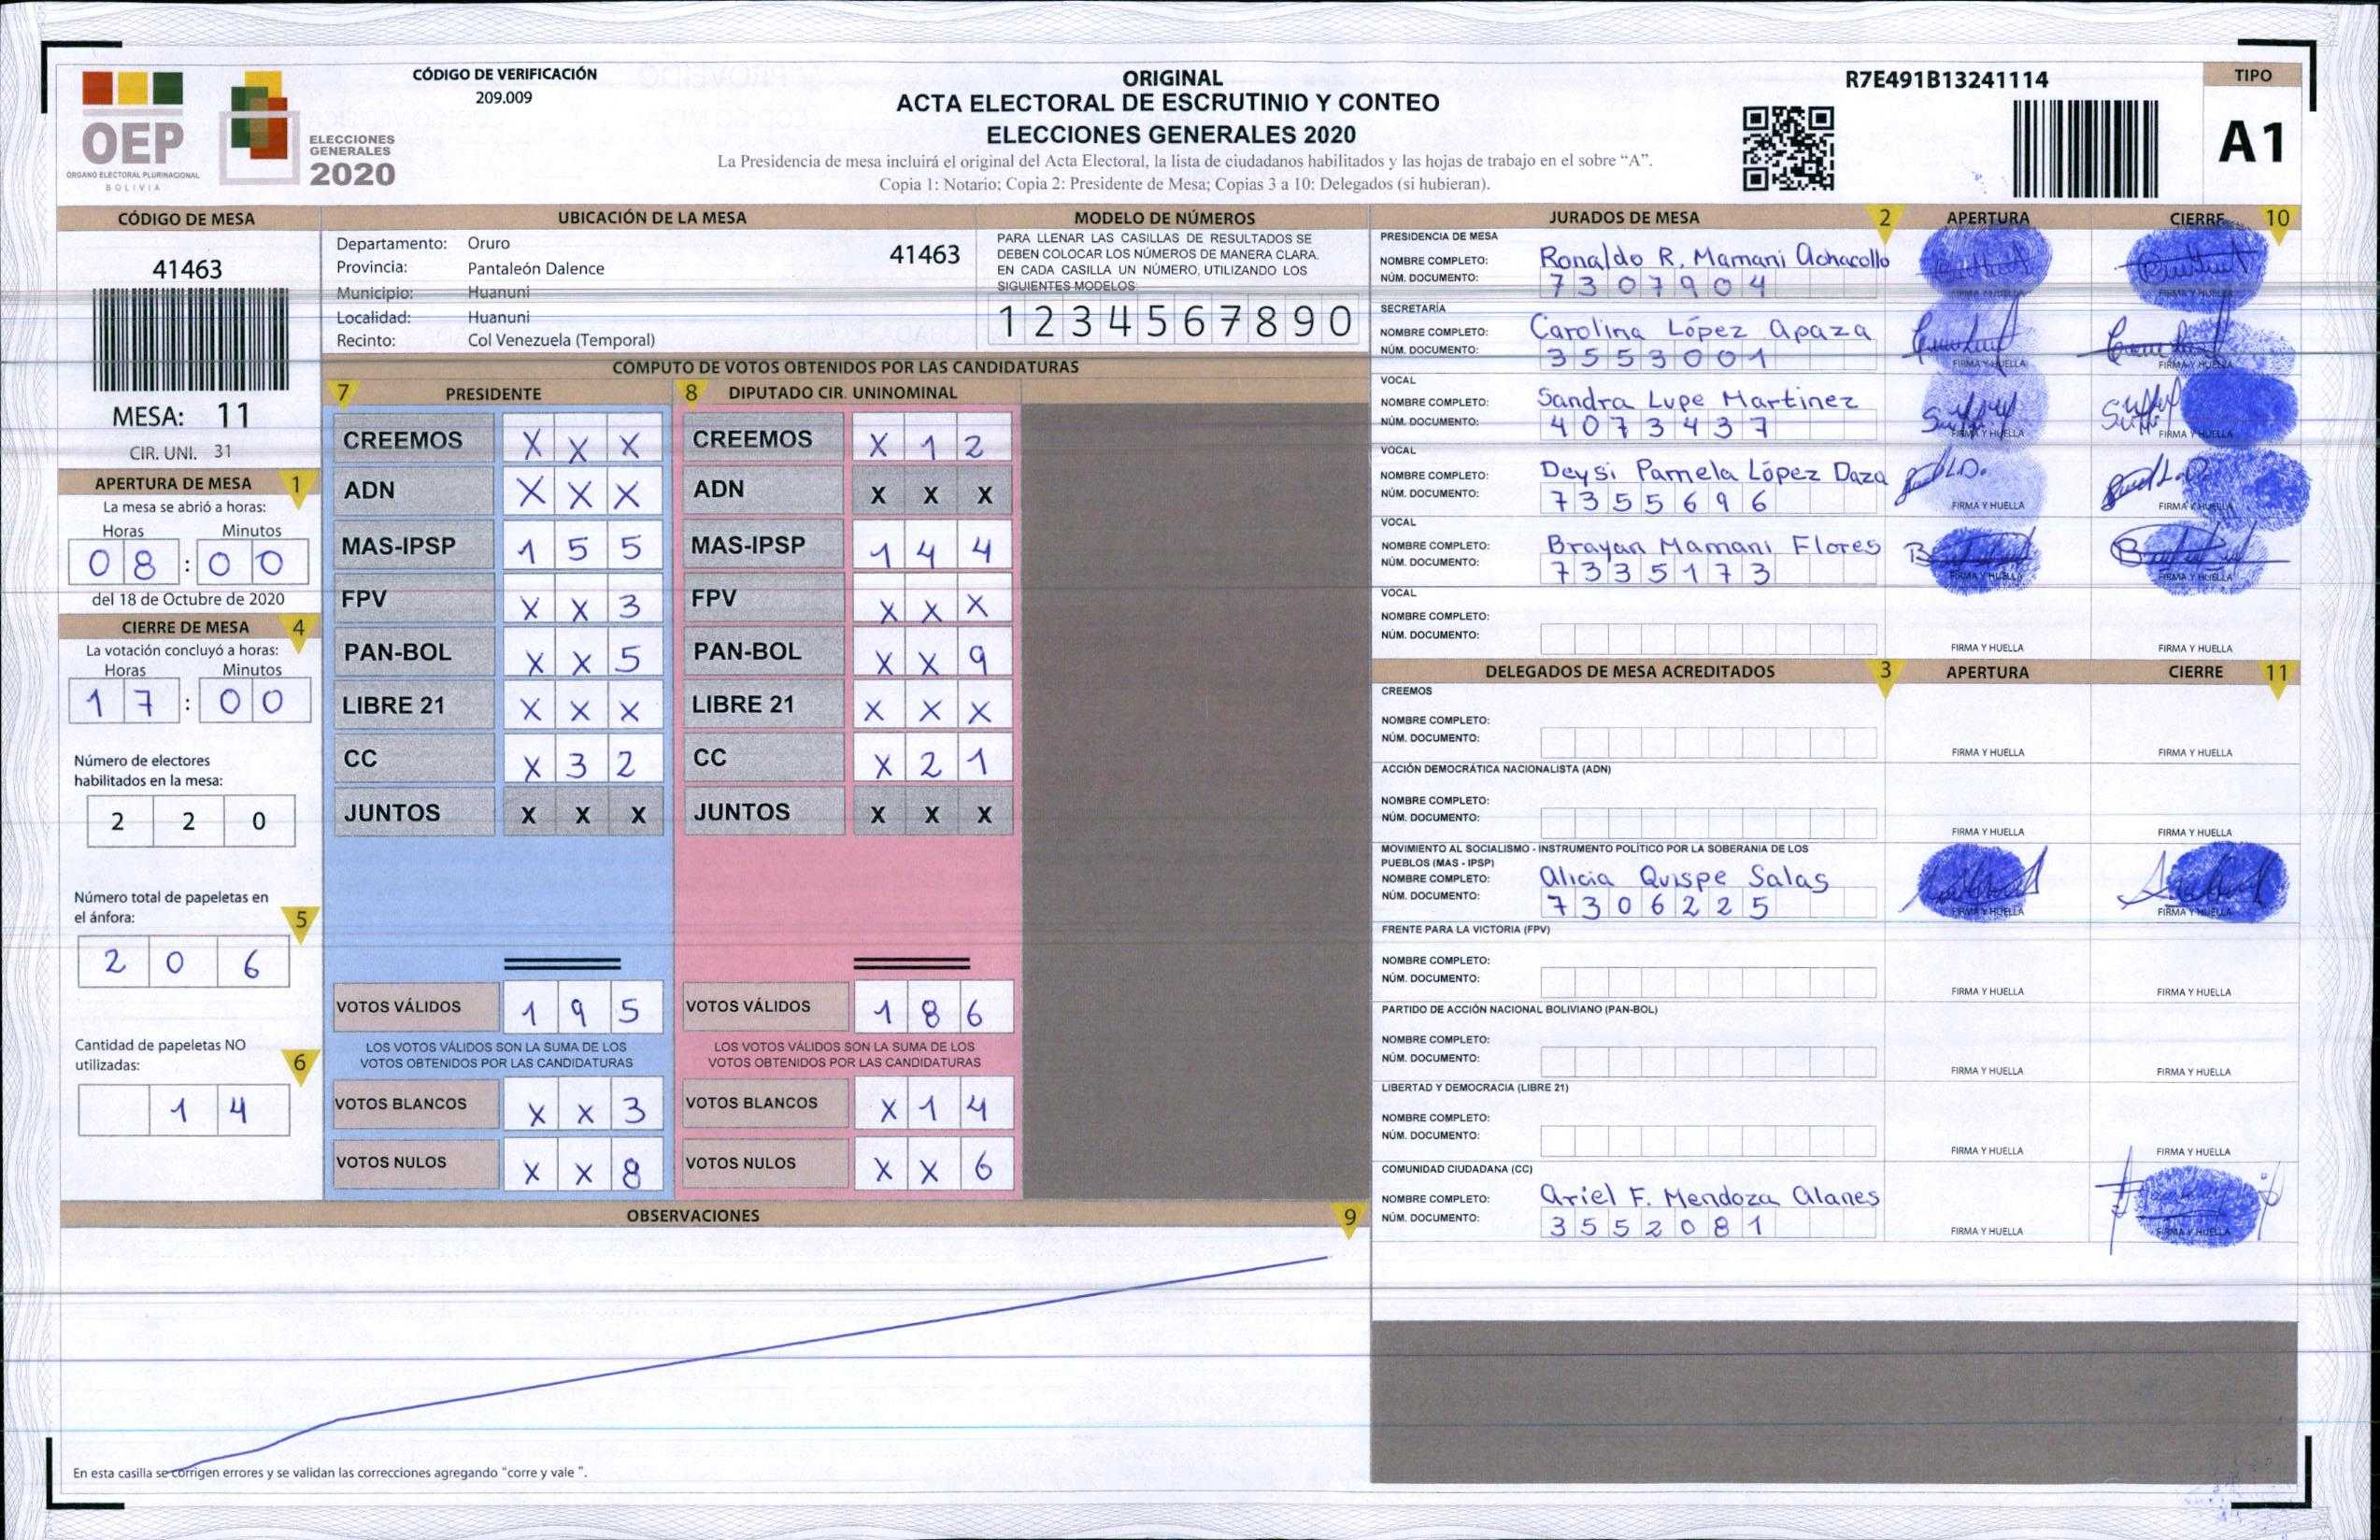 OEP
ÓRGANO ELECTORAL PLURINACIONAL
BOLIVIA
ELECCIONES
GENERALES
2020
CÓDIGO DE VERIFICACIÓN
209.009
ORIGINAL
ACTA ELECTORAL DE ESCRUTINIO Y CONTEO
ELECCIONES GENERALES 2020
La Presidencia de mesa incluirá el original del Acta Electoral, la lista de ciudadanos habilitados y las hojas de trabajo en el sobre “A”.
Copia 1: Notario; Copia 2: Presidente de Mesa; Copias 3 a 10: Delegados (si hubieran).
R7E491B13241114
TIPO
A1
CÓDIGO DE MESA
41463
MESA: 11
CIR. UNI. 31
APERTURA DE MESA 1
La mesa se abrió a horas:
Horas Minutos
08:00
del 18 de Octubre de 2020
CIERRE DE MESA 4
La votación concluyó a horas:
Horas Minutos
17:00
Número de electores
habilitados en la mesa:
2 2 0
Número total de papeletas en
el ánfora: 5
2 0 6
Cantidad de papeletas NO
utilizadas: 6
1 4
UBICACIÓN DE LA MESA
Departamento: Oruro
41463
Provincia: Pantaleón Dalence
Municipio: Huanuni
Localidad: Huanuni
Recinto: Col Venezuela (Temporal)
MODELO DE NÚMEROS
PARA LLENAR LAS CASILLAS DE RESULTADOS SE
DEBEN COLOCAR LOS NÚMEROS DE MANERA CLARA.
EN CADA CASILLA UN NÚMERO, UTILIZANDO LOS
SIGUIENTES MODELOS
1 2 3 4 5 6 7 8 9 0
CÓMPUTO DE VOTOS OBTENIDOS POR LAS CANDIDATURAS
7 PRESIDENTE
CREEMOS X X X
ADN X X X
MAS-IPSP 1 5 5
FPV X X 3
PAN-BOL X X 5
LIBRE 21 X X X
CC X 3 2
JUNTOS X X X
VOTOS VÁLIDOS 1 9 5
LOS VOTOS VÁLIDOS SON LA SUMA DE LOS
VOTOS OBTENIDOS POR LAS CANDIDATURAS
VOTOS BLANCOS X X 3
VOTOS NULOS X X 8
8 DIPUTADO CIR. UNINOMINAL
CREEMOS X 1 2
ADN X X X
MAS-IPSP 1 4 4
FPV X X X
PAN-BOL X X 9
LIBRE 21 X X X
CC X 2 1
JUNTOS X X X
VOTOS VÁLIDOS 1 8 6
LOS VOTOS VÁLIDOS SON LA SUMA DE LOS
VOTOS OBTENIDOS POR LAS CANDIDATURAS
VOTOS BLANCOS X 1 4
VOTOS NULOS X X 6
OBSERVACIONES 9
En esta casilla se corrigen errores y se validan las correcciones agregando “corre y vale ”.
JURADOS DE MESA 2 APERTURA CIERRE 10
PRESIDENCIA DE MESA
NOMBRE COMPLETO: Ronaldo R. Mamani Achacollo
NÚM. DOCUMENTO: 7307904
FIRMA Y HUELLA FIRMA Y HUELLA
SECRETARÍA
NOMBRE COMPLETO: Carolina López Apaza
NÚM. DOCUMENTO: 3553001
FIRMA Y HUELLA FIRMA Y HUELLA
VOCAL
NOMBRE COMPLETO: Sandra Lupe Martinez
NÚM. DOCUMENTO: 4073437
FIRMA Y HUELLA FIRMA Y HUELLA
VOCAL
NOMBRE COMPLETO: Deysi Pamela López Daza
NÚM. DOCUMENTO: 7355696
FIRMA Y HUELLA FIRMA Y HUELLA
VOCAL
NOMBRE COMPLETO: Brayan Mamani Flores
NÚM. DOCUMENTO: 7335173
FIRMA Y HUELLA FIRMA Y HUELLA
VOCAL
NOMBRE COMPLETO:
NÚM. DOCUMENTO:
FIRMA Y HUELLA FIRMA Y HUELLA
DELEGADOS DE MESA ACREDITADOS 3 APERTURA CIERRE 11
CREEMOS
NOMBRE COMPLETO:
NÚM. DOCUMENTO:
FIRMA Y HUELLA FIRMA Y HUELLA
ACCIÓN DEMOCRÁTICA NACIONALISTA (ADN)
NOMBRE COMPLETO:
NÚM. DOCUMENTO:
FIRMA Y HUELLA FIRMA Y HUELLA
MOVIMIENTO AL SOCIALISMO - INSTRUMENTO POLÍTICO POR LA SOBERANIA DE LOS
PUEBLOS (MAS - IPSP)
NOMBRE COMPLETO: Alicia Quispe Salas
NÚM. DOCUMENTO: 7306225
FIRMA Y HUELLA FIRMA Y HUELLA
FRENTE PARA LA VICTORIA (FPV)
NOMBRE COMPLETO:
NÚM. DOCUMENTO:
FIRMA Y HUELLA FIRMA Y HUELLA
PARTIDO DE ACCIÓN NACIONAL BOLIVIANO (PAN-BOL)
NOMBRE COMPLETO:
NÚM. DOCUMENTO:
FIRMA Y HUELLA FIRMA Y HUELLA
LIBERTAD Y DEMOCRACIA (LIBRE 21)
NOMBRE COMPLETO:
NÚM. DOCUMENTO:
FIRMA Y HUELLA FIRMA Y HUELLA
COMUNIDAD CIUDADANA (CC)
NOMBRE COMPLETO: Ariel F. Mendoza Alanes
NÚM. DOCUMENTO: 3552081
FIRMA Y HUELLA FIRMA Y HUELLA